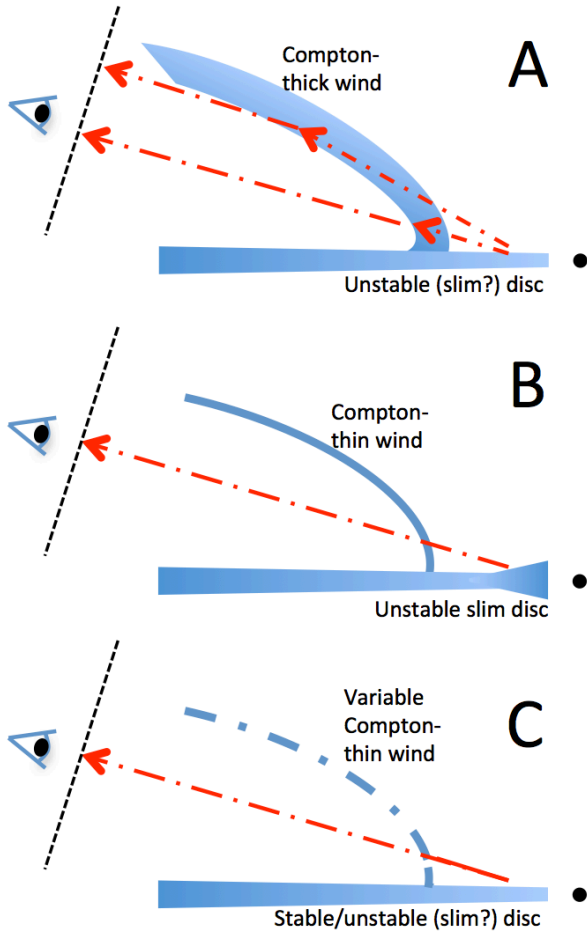 Compton-
thick wind
A
Unstable (slim?) disc
B
Compton-
thin wind
Unstable slim disc
C
Variable
Compton-
thin wind
Stable/unstable (slim?) disc